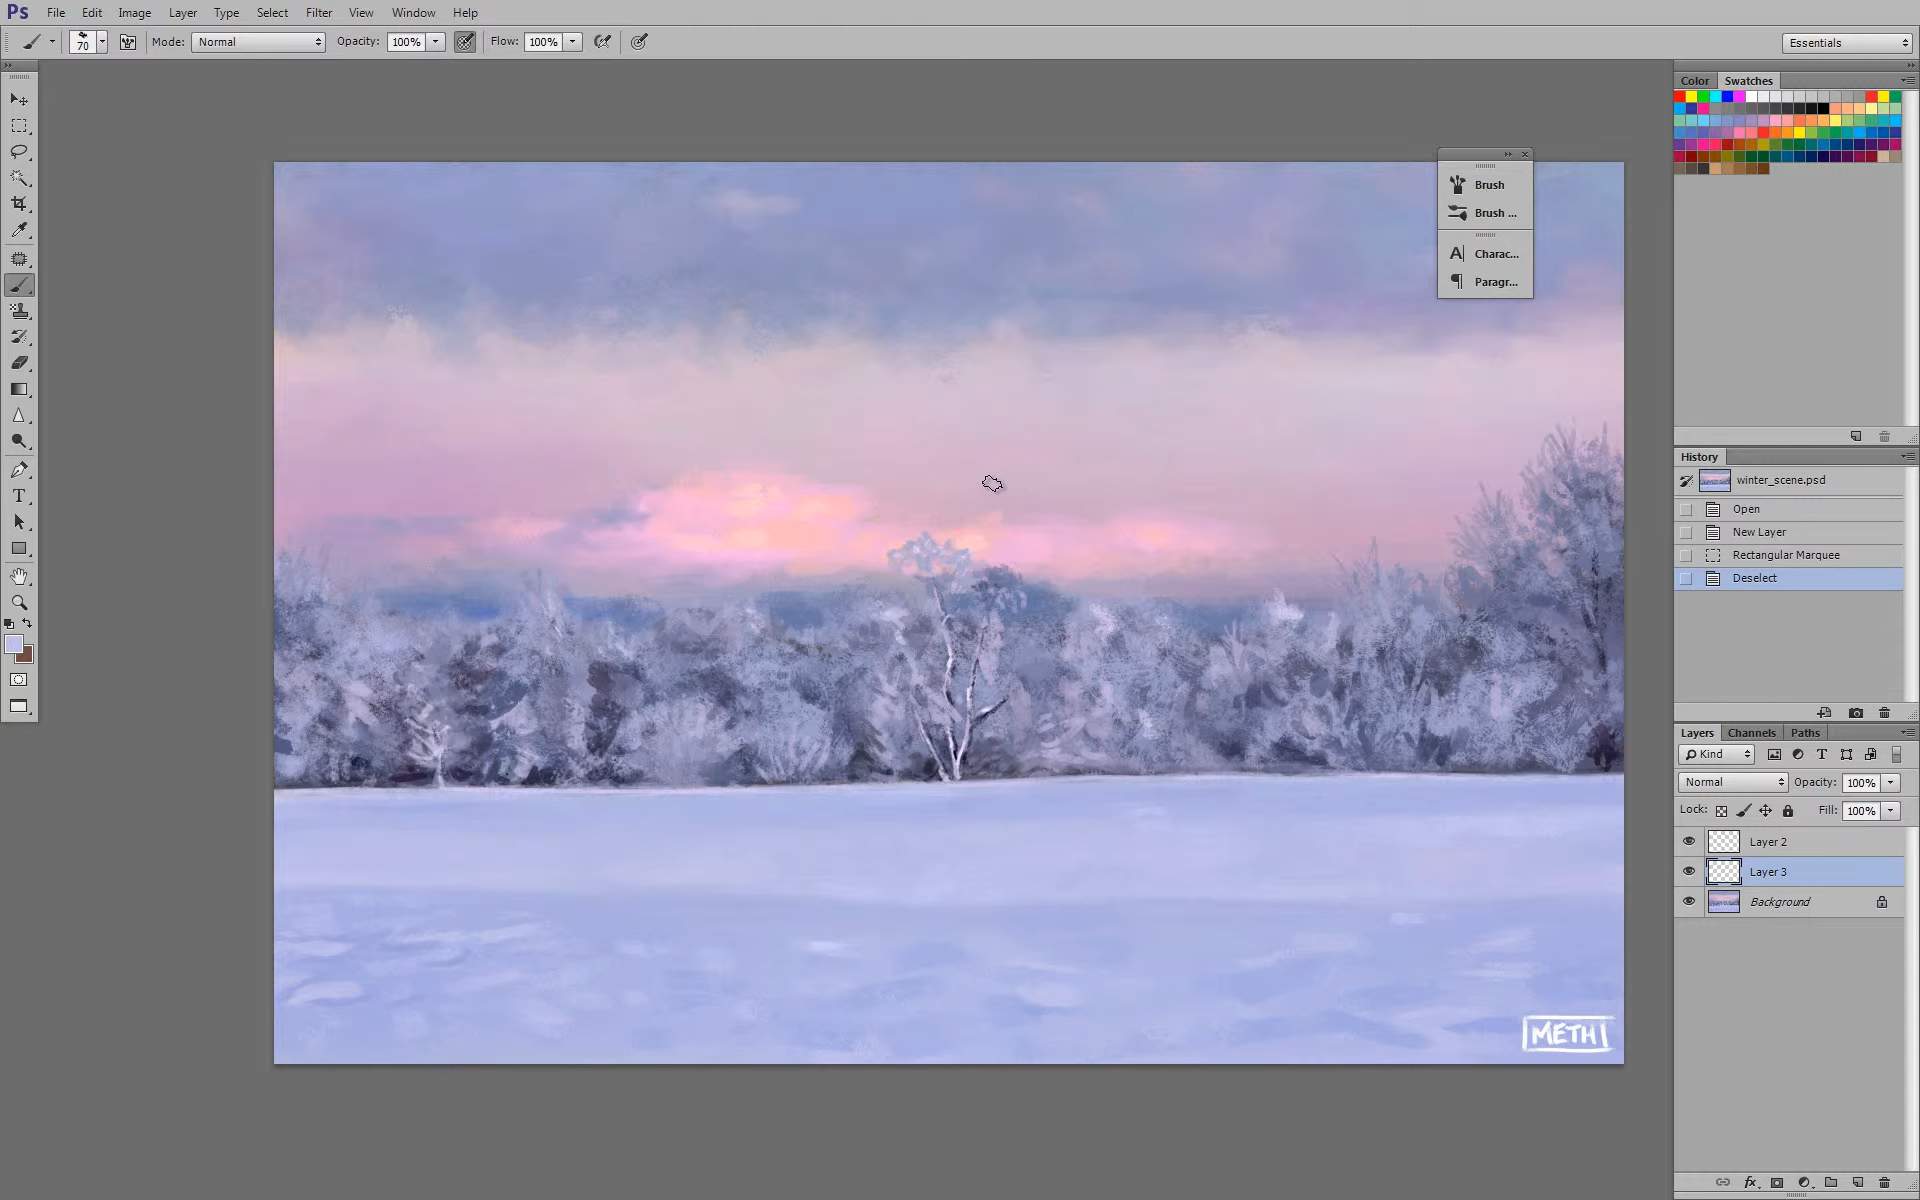 Ps File Edit Image Layer Type Select Filter View Window Help
70 Mode: Normal Opacity: 100% Flow: 100% Essentials
Color Swatches
Brush
Brush ...
Charac...
Paragr...
History
winter_scene.psd
Open
New Layer
Rectangular Marquee
Deselect
Layers Channels Paths
Kind T
Normal Opacity: 100%
Lock: Fill: 100%
Layer 2
Layer 3
Background
METH
fx